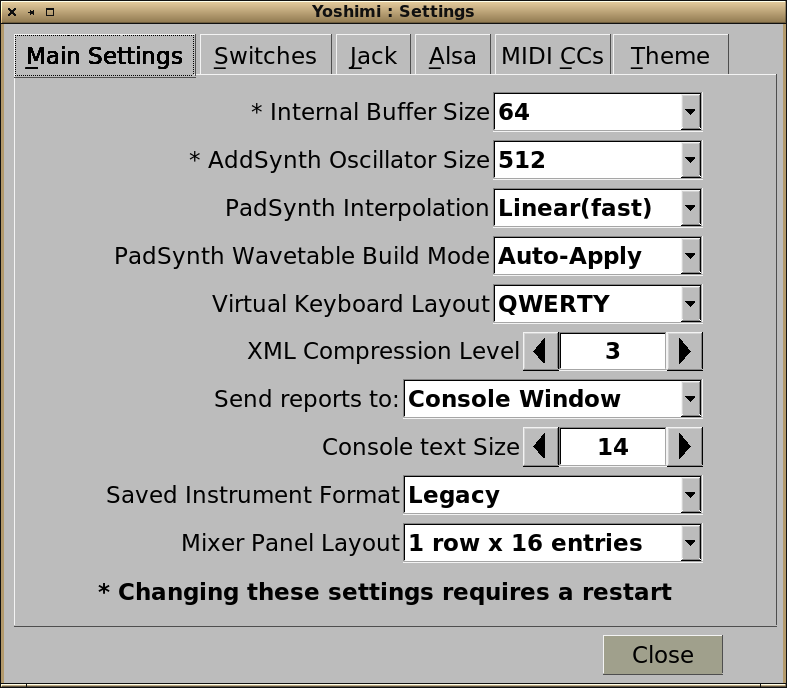 Yoshimi : Settings
Main Settings Switches Jack Alsa MIDI CCs Theme
* Internal Buffer Size 64
* AddSynth Oscillator Size 512
PadSynth Interpolation Linear(fast)
PadSynth Wavetable Build Mode Auto-Apply
Virtual Keyboard Layout QWERTY
XML Compression Level 3
Send reports to: Console Window
Console text Size 14
Saved Instrument Format Legacy
Mixer Panel Layout 1 row x 16 entries
* Changing these settings requires a restart
Close